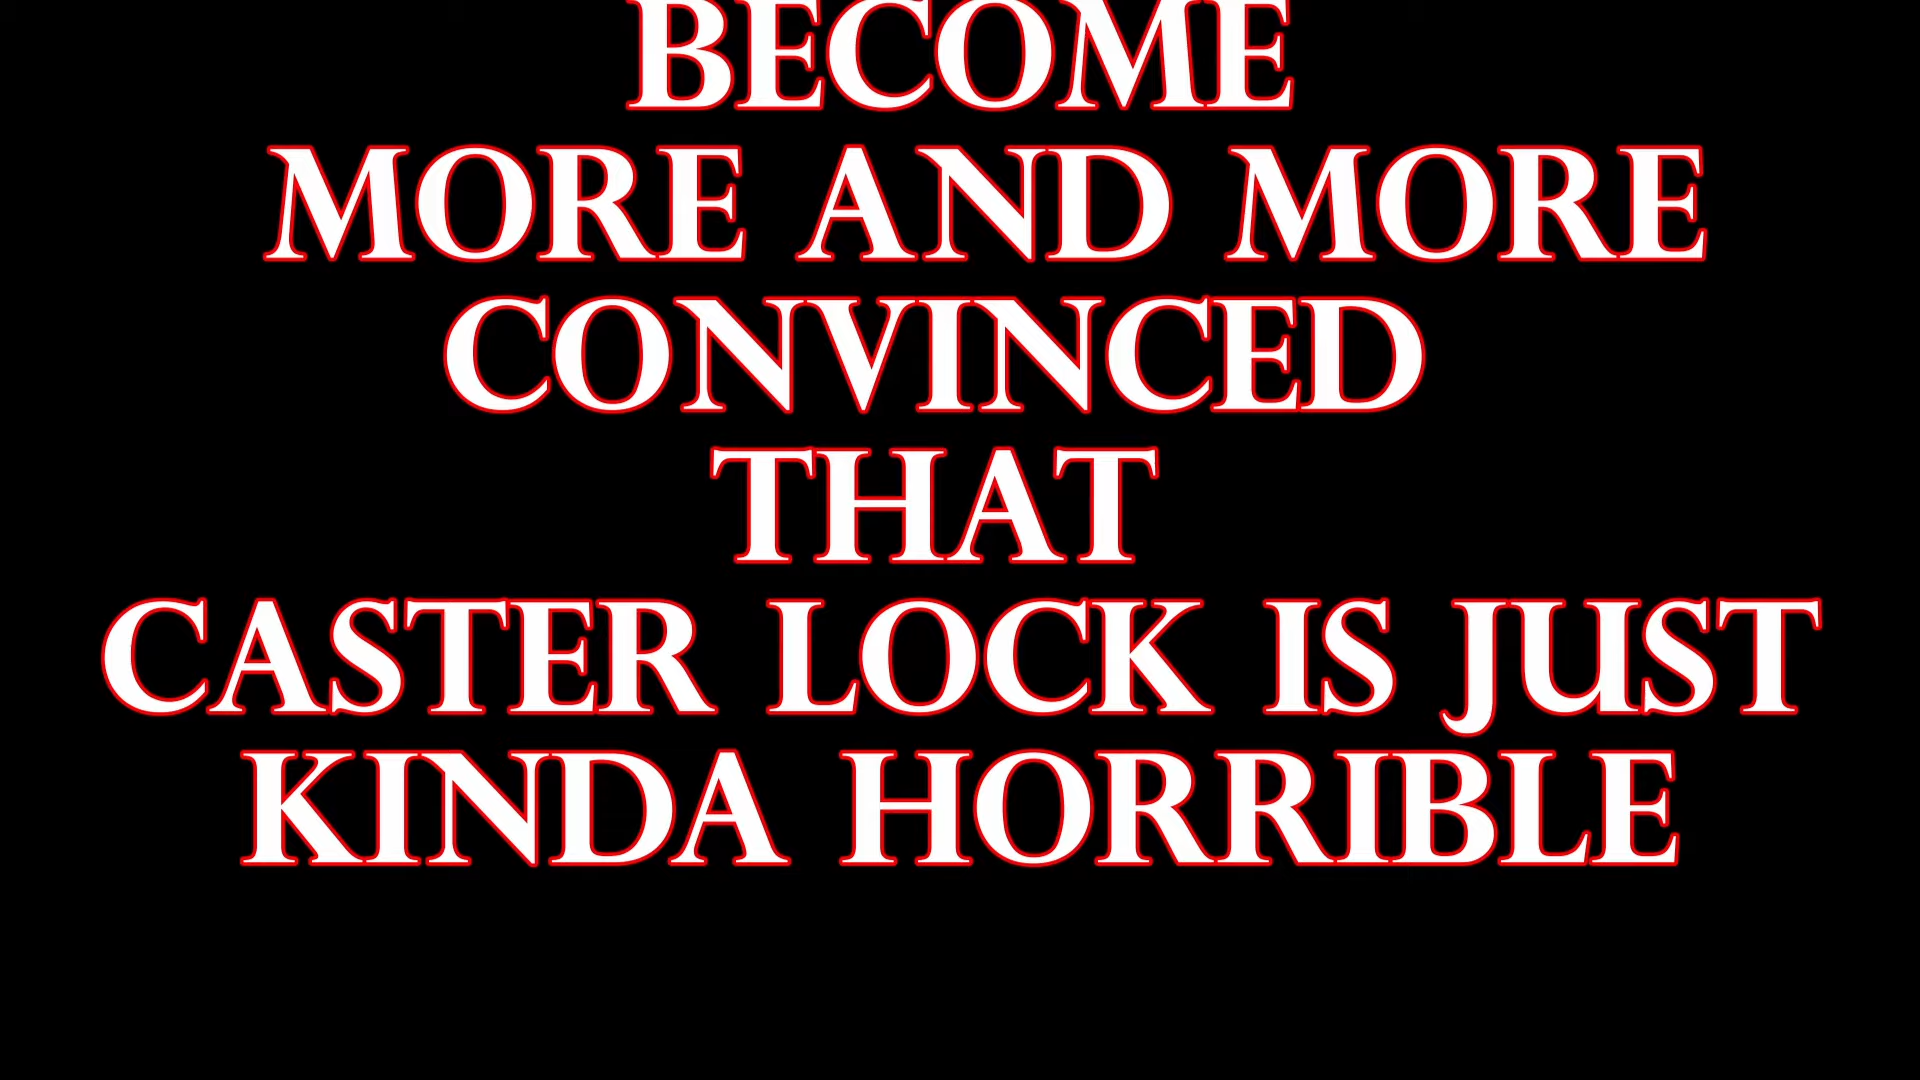 BECOME
MORE AND MORE
CONVINCED
THAT
CASTER LOCK IS JUST
KINDA HORRIBLE